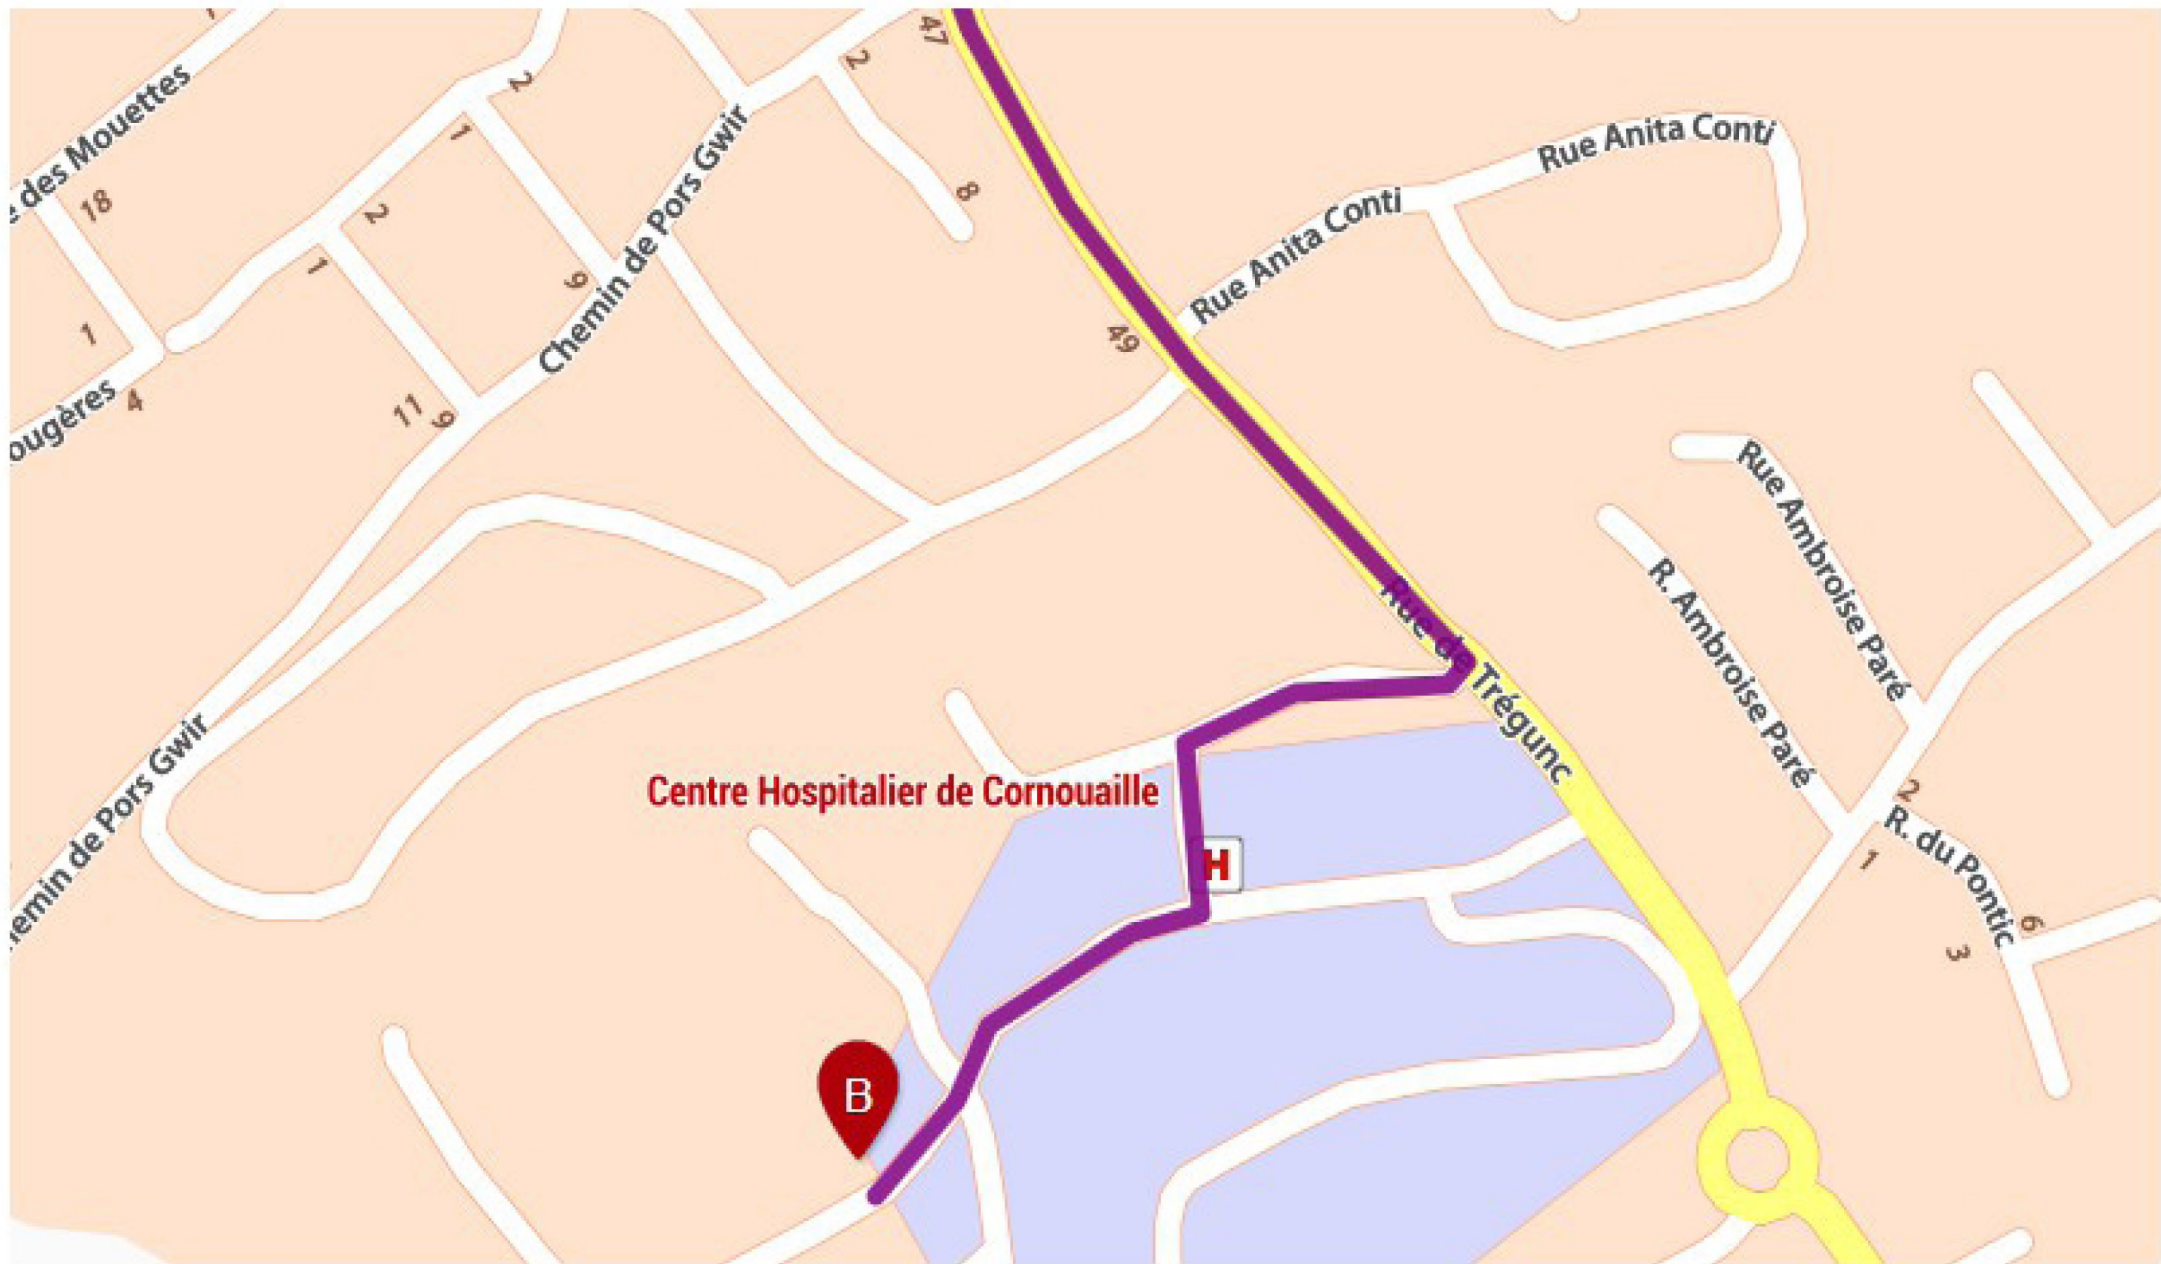 47
2
2
des Mouettes
1
Rue Anita Conti
18
8
2
Chemin de Pors Gwir
Rue Anita Conti
1
9
1
49
4
ougères
11
9
Rue Ambroise Paré
R. Ambroise Paré
Rue de Trégunc
Chemin de Pors Gwir
Centre Hospitalier de Cornouaille
2
R. du Pontic
H
1
6
3
B